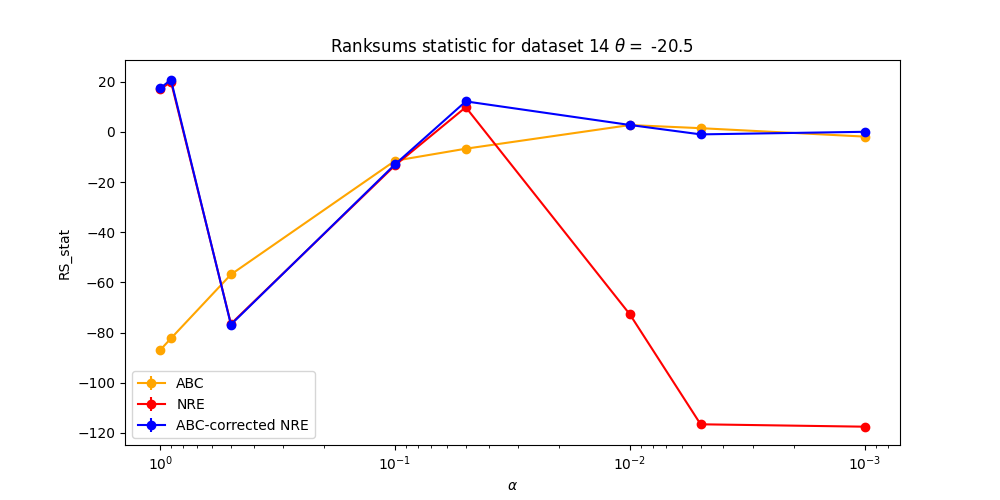 Ranksums statistic for dataset 14 θ = -20.5
RS_stat
20
0
−20
−40
−60
−80
−100
−120
ABC
NRE
ABC-corrected NRE
10⁰
10⁻¹
10⁻²
10⁻³
α